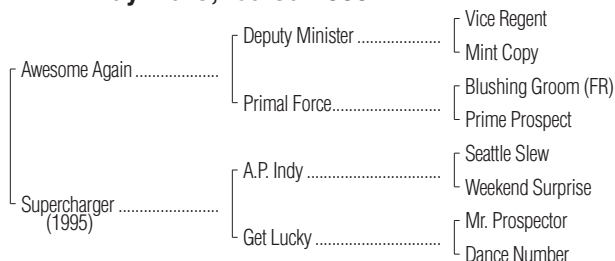 Vice Regent
Deputy Minister
Mint Copy
Awesome Again
Blushing Groom (FR)
Primal Force
Prime Prospect
Seattle Slew
A.P. Indy
Weekend Surprise
Supercharger
(1995)
Mr. Prospector
Get Lucky
Dance Number